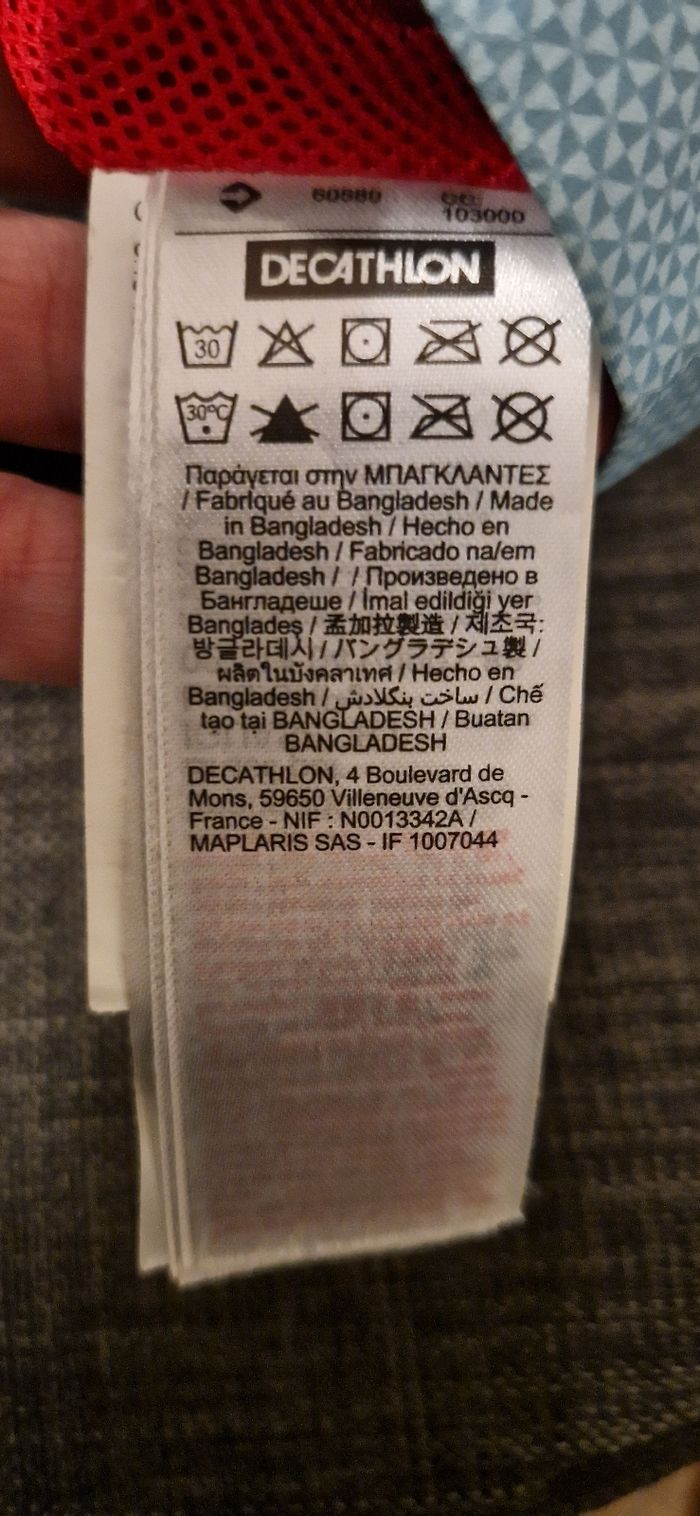 103000
DECATHLON
30
30°C
Παράγεται στην ΜΠΑΓΚΛΑΝΤΕΣ
/ Fabriqué au Bangladesh / Made
in Bangladesh / Hecho en
Bangladesh / Fabricado na/em
Bangladesh / / Произведено в
Бангладеше / İmal edildiği yer
Bangladeş / 孟加拉製造 / 제조국:
방글라데시 / バングラデシュ製 /
ผลิตในบังคลาเทศ / Hecho en
Bangladesh / ساخت بنگلادش / Chế
tạo tại BANGLADESH / Buatan
BANGLADESH
DECATHLON, 4 Boulevard de
Mons, 59650 Villeneuve d'Ascq -
France - NIF : N0013342A /
MAPLARIS SAS - IF 1007044